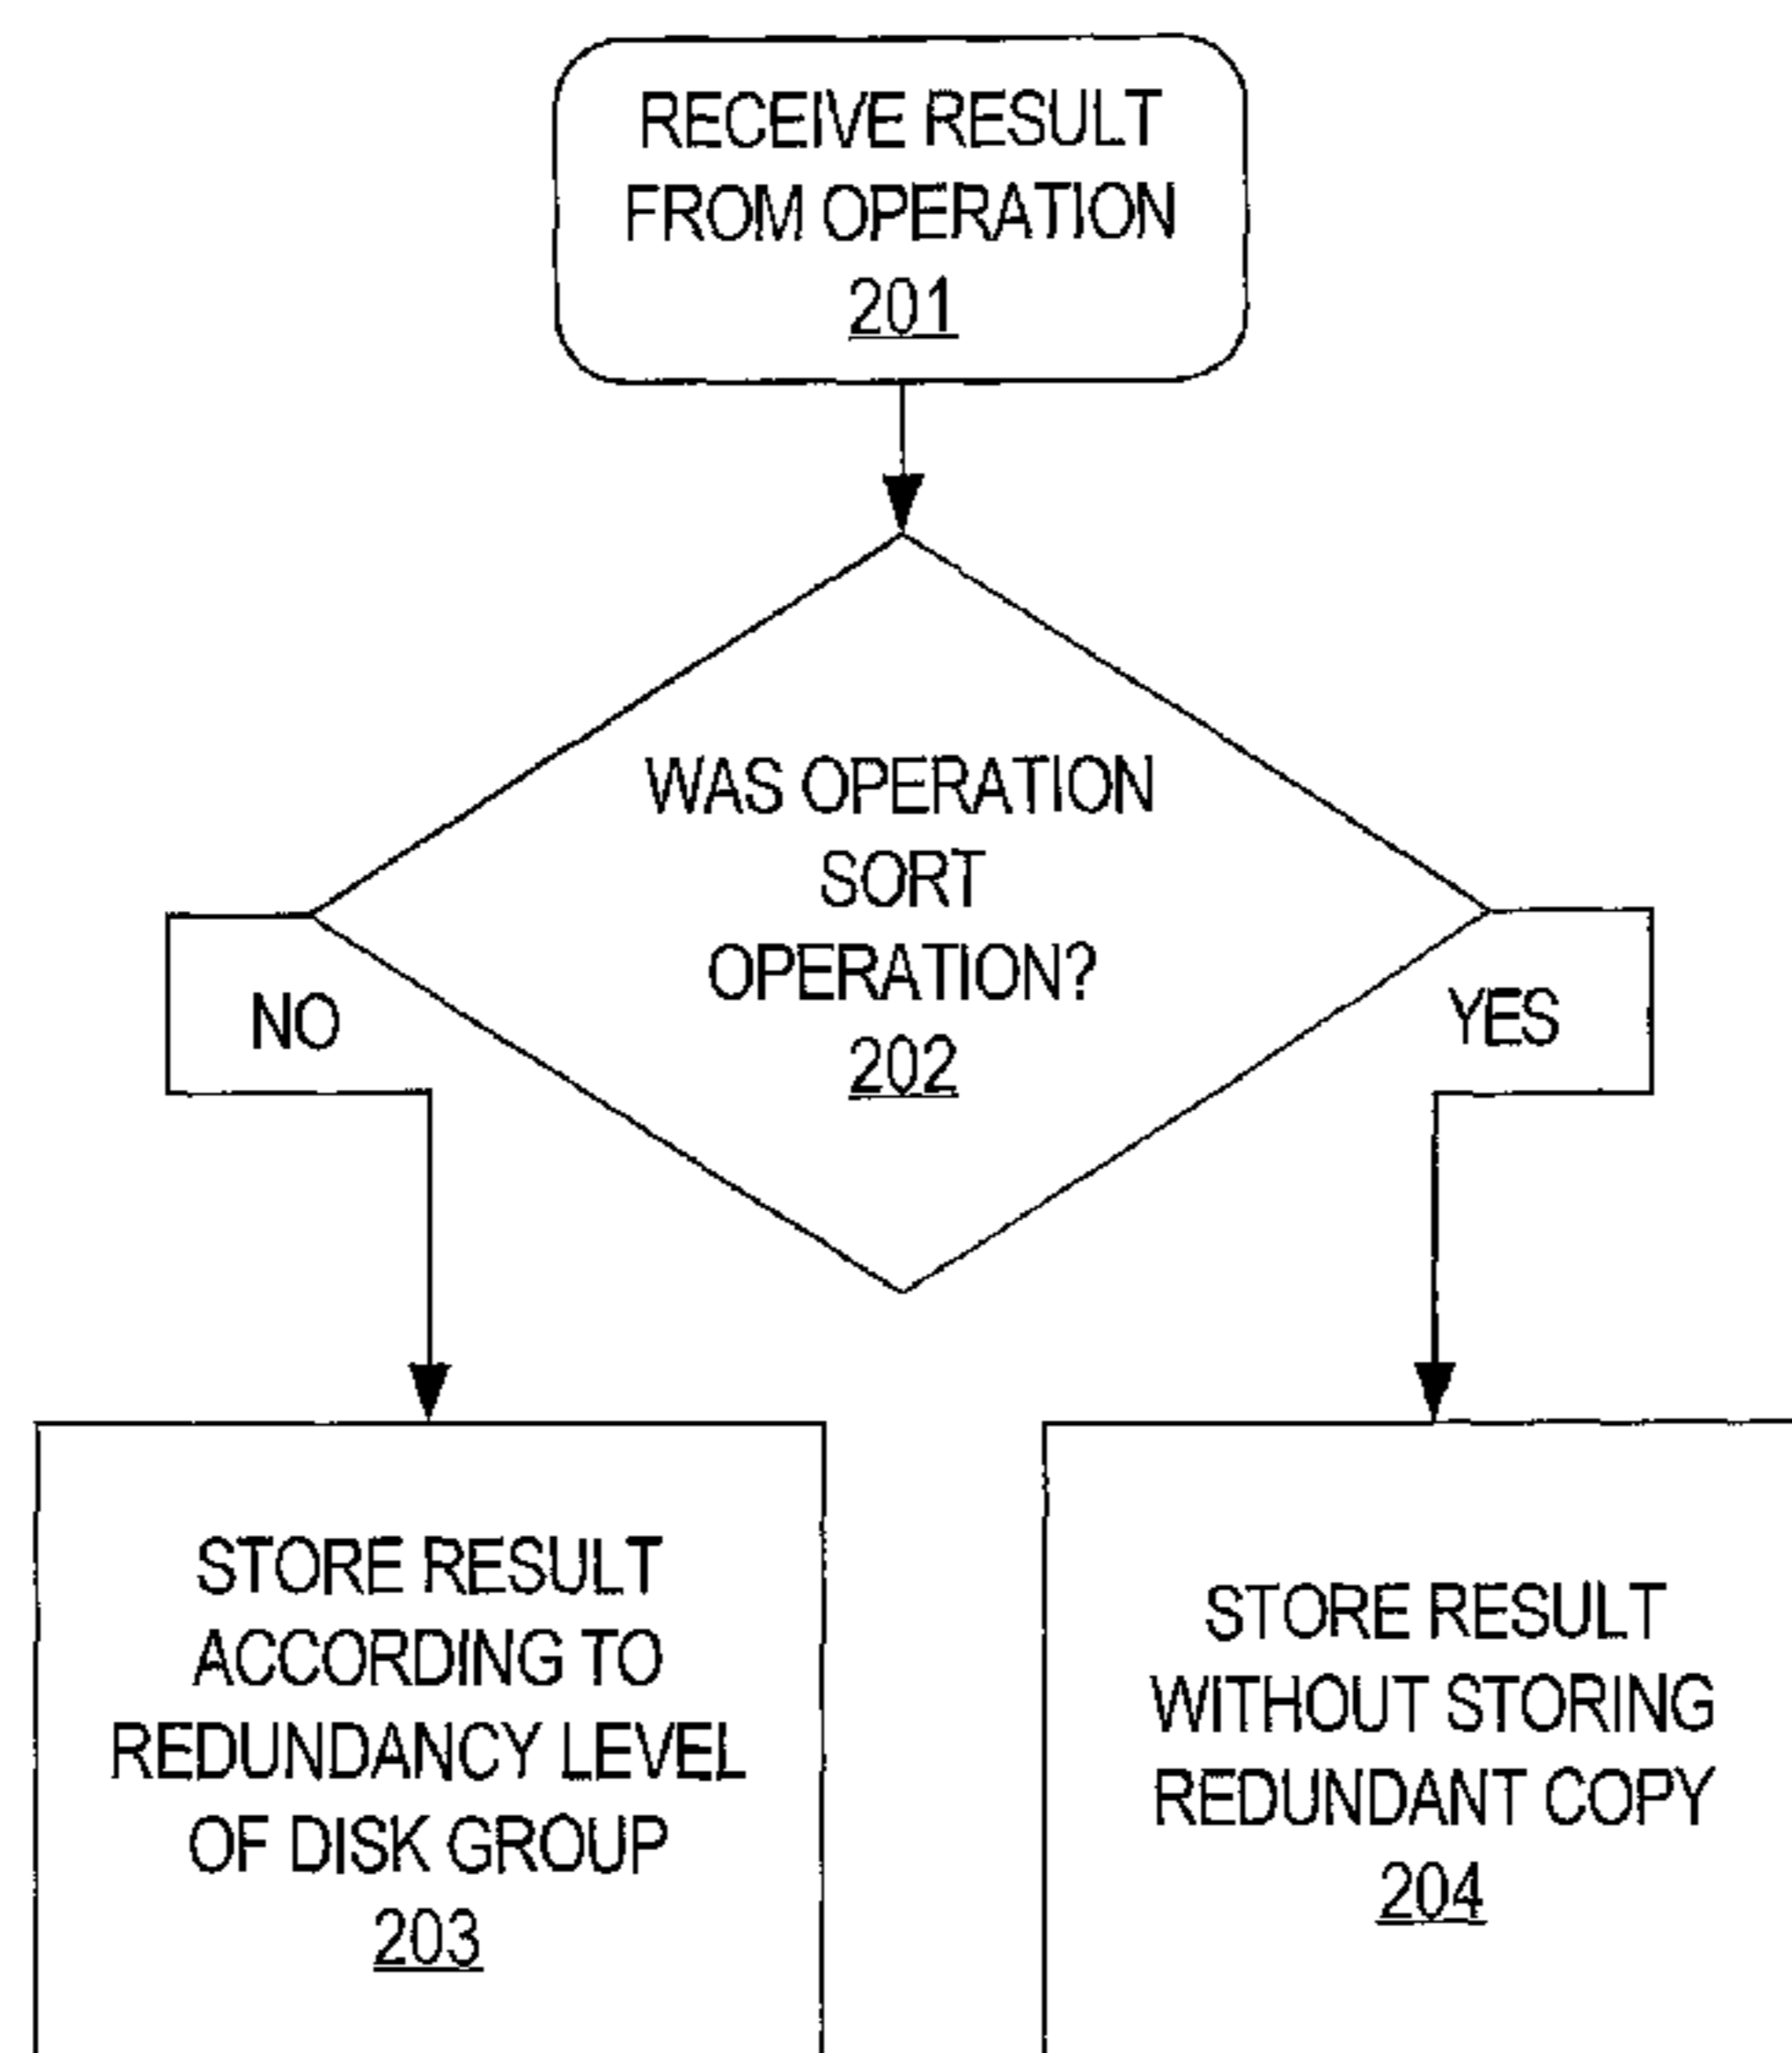 RECEIVE RESULT
FROM OPERATION
201
WAS OPERATION
SORT
OPERATION?
202
NO
YES
STORE RESULT
ACCORDING TO
REDUNDANCY LEVEL
OF DISK GROUP
203
STORE RESULT
WITHOUT STORING
REDUNDANT COPY
204